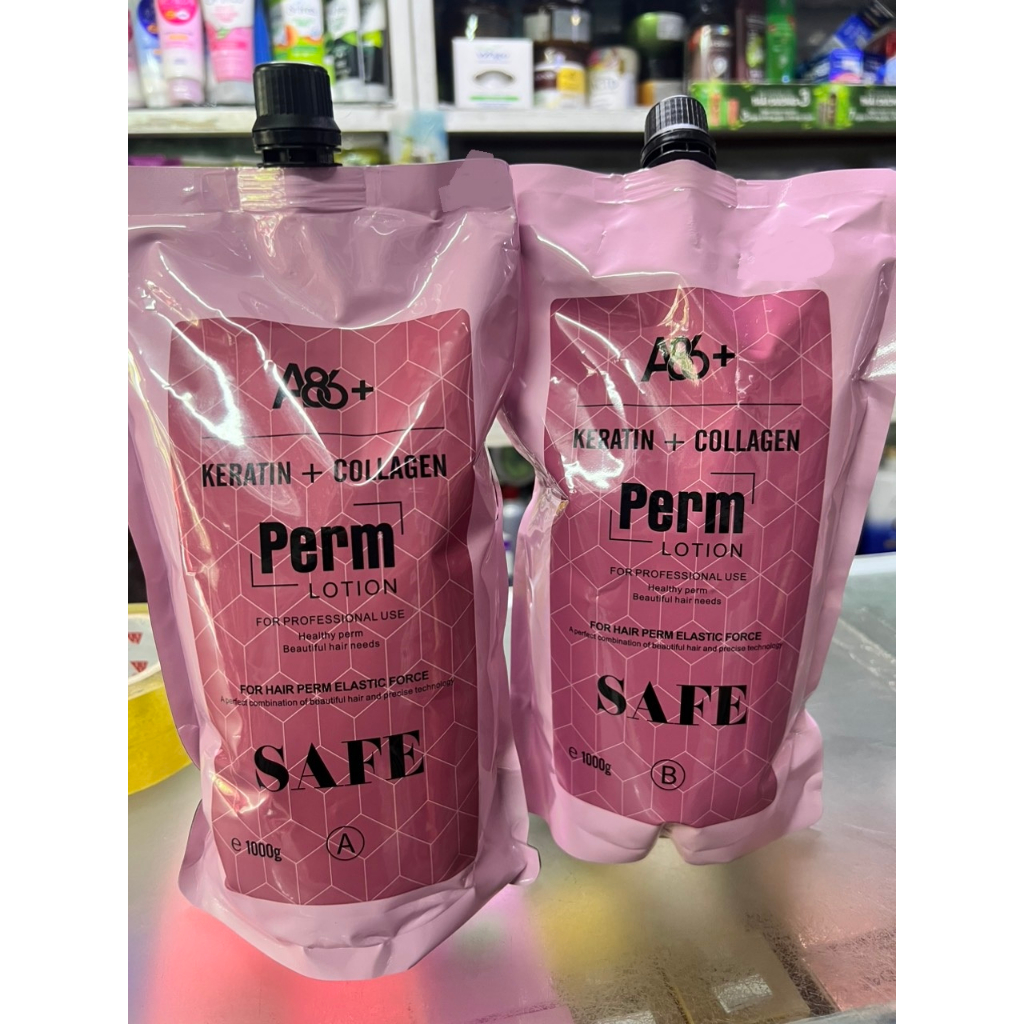 A86+
KERATIN + COLLAGEN
Perm
LOTION
FOR PROFESSIONAL USE
Healthy perm
Beautiful hair needs
FOR HAIR PERM ELASTIC FORCE
A perfect combination of beautiful hair and precise technology
SAFE
e 1000g
A
A86+
KERATIN + COLLAGEN
Perm
LOTION
FOR PROFESSIONAL USE
Healthy perm
Beautiful hair needs
FOR HAIR PERM ELASTIC FORCE
A perfect combination of beautiful hair and precise technology
SAFE
e 1000g
B